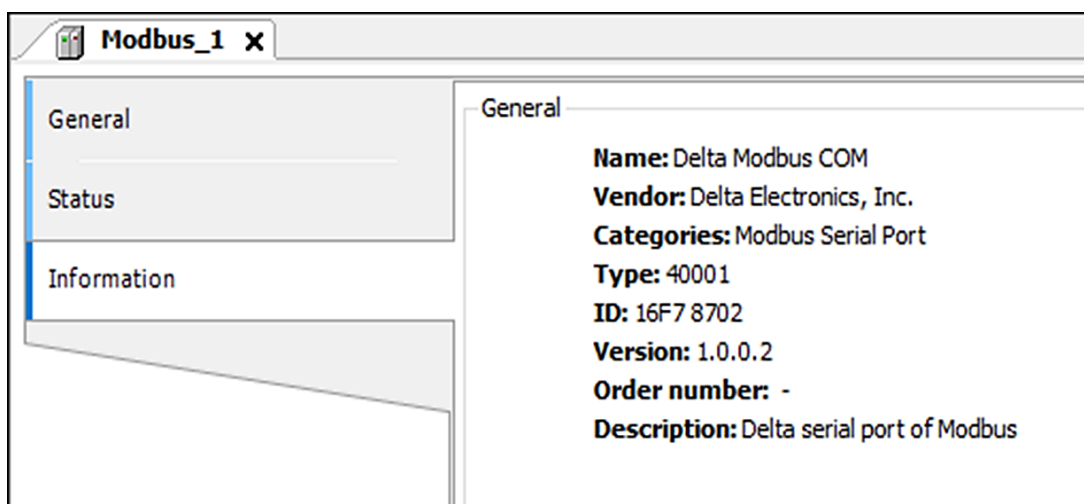 Modbus_1
General
Status
Information
General
Name: Delta Modbus COM
Vendor: Delta Electronics, Inc.
Categories: Modbus Serial Port
Type: 40001
ID: 16F7 8702
Version: 1.0.0.2
Order number: -
Description: Delta serial port of Modbus